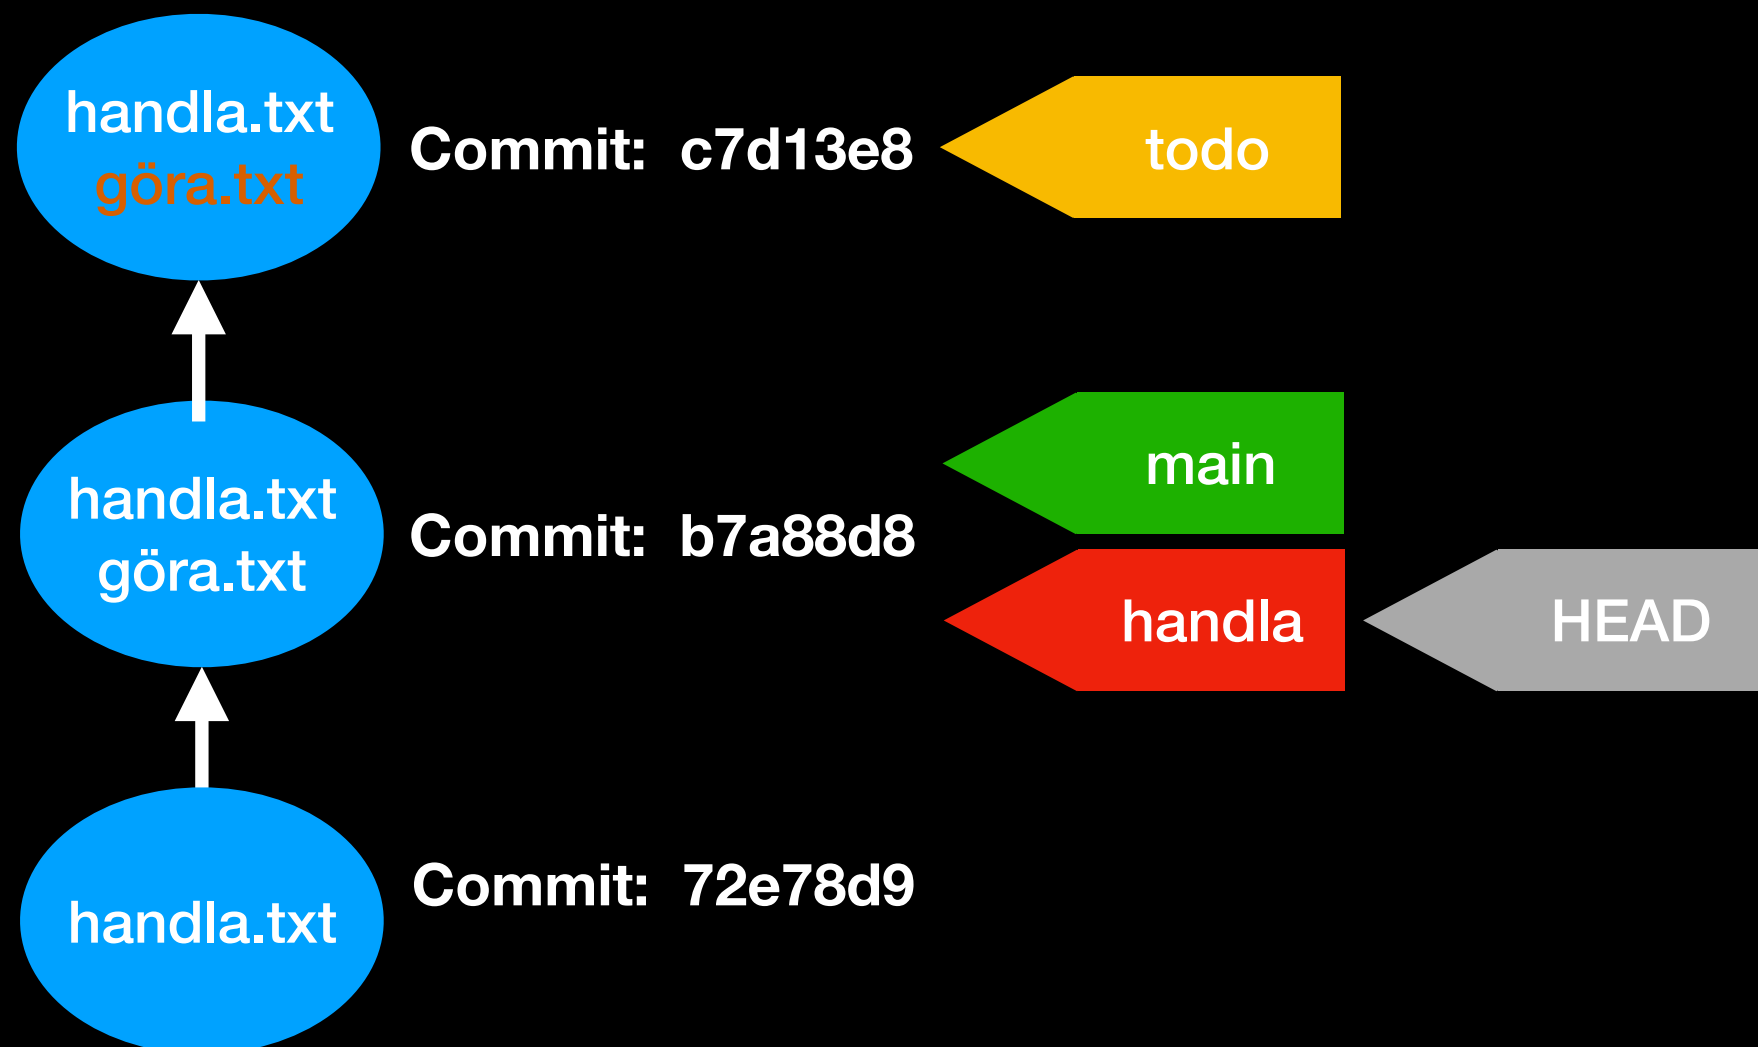 handla.txt
göra.txt
Commit: c7d13e8
todo
handla.txt
göra.txt
Commit: b7a88d8
main
handla
HEAD
handla.txt
Commit: 72e78d9